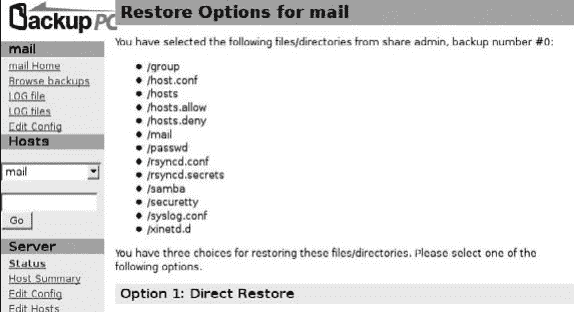 BackupPC
mail
mail Home
Browse backups
LOG file
LOG files
Edit Config
Hosts
mail
Go
Server
Status
Host Summary
Edit Config
Edit Hosts
Restore Options for mail
You have selected the following files/directories from share admin, backup number #0:
/group
/host.conf
/hosts
/hosts.allow
/hosts.deny
/mail
/passwd
/rsyncd.conf
/rsyncd.secrets
/samba
/securetty
/syslog.conf
/xinetd.d
You have three choices for restoring these files/directories. Please select one of the
following options.
Option 1: Direct Restore